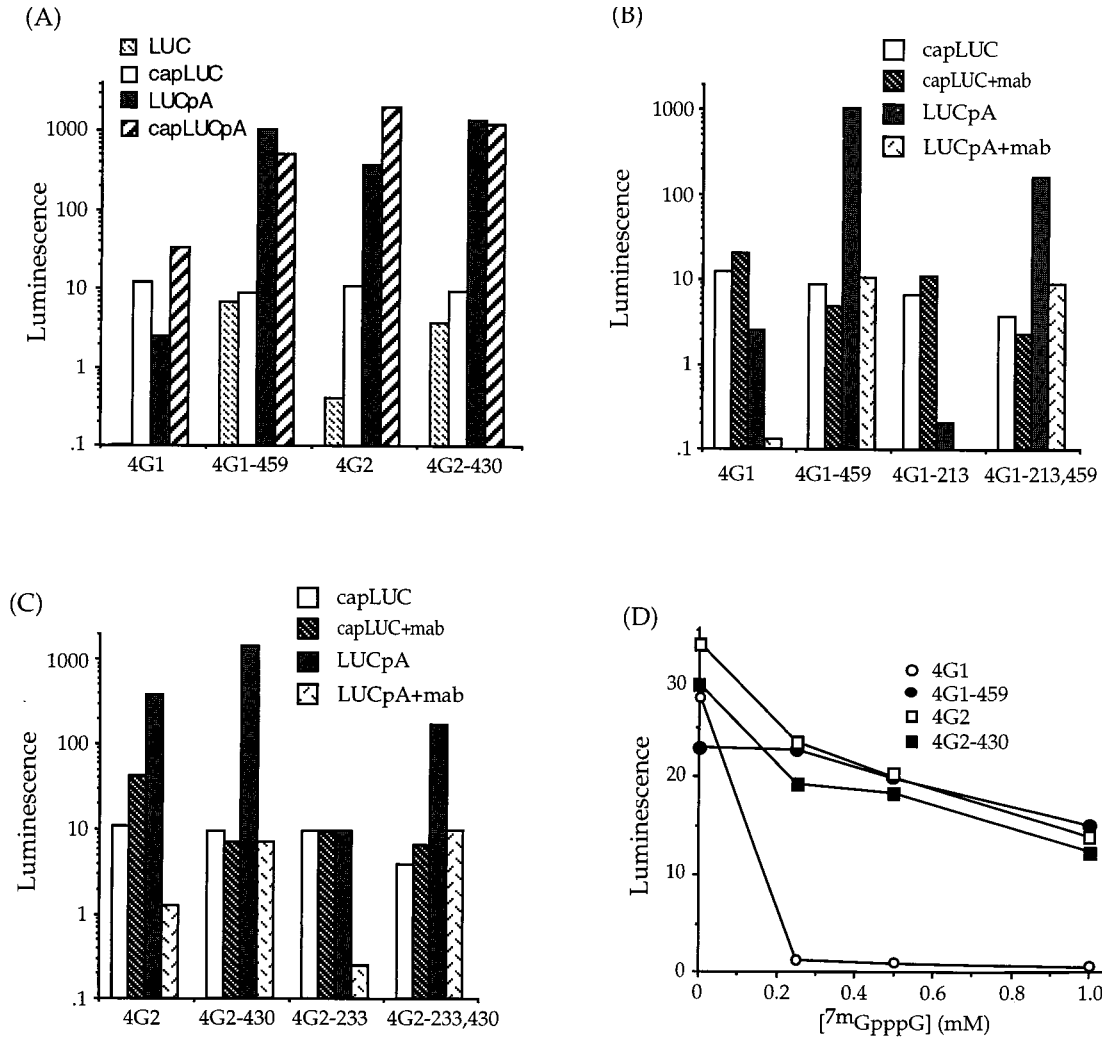 (A)
LUC
capLUC
LUCpA
capLUCpA
Luminescence
1000
100
10
1
.1
4G1 4G1-459 4G2 4G2-430
(B)
capLUC
capLUC+mab
LUCpA
LUCpA+mab
Luminescence
1000
100
10
1
.1
4G1 4G1-459 4G1-213 4G1-213,459
(C)
capLUC
capLUC+mab
LUCpA
LUCpA+mab
Luminescence
1000
100
10
1
.1
4G2 4G2-430 4G2-233 4G2-233,430
(D)
4G1
4G1-459
4G2
4G2-430
Luminescence
30
20
10
0
0 0.2 0.4 0.6 0.8 1.0
[7mGpppG] (mM)